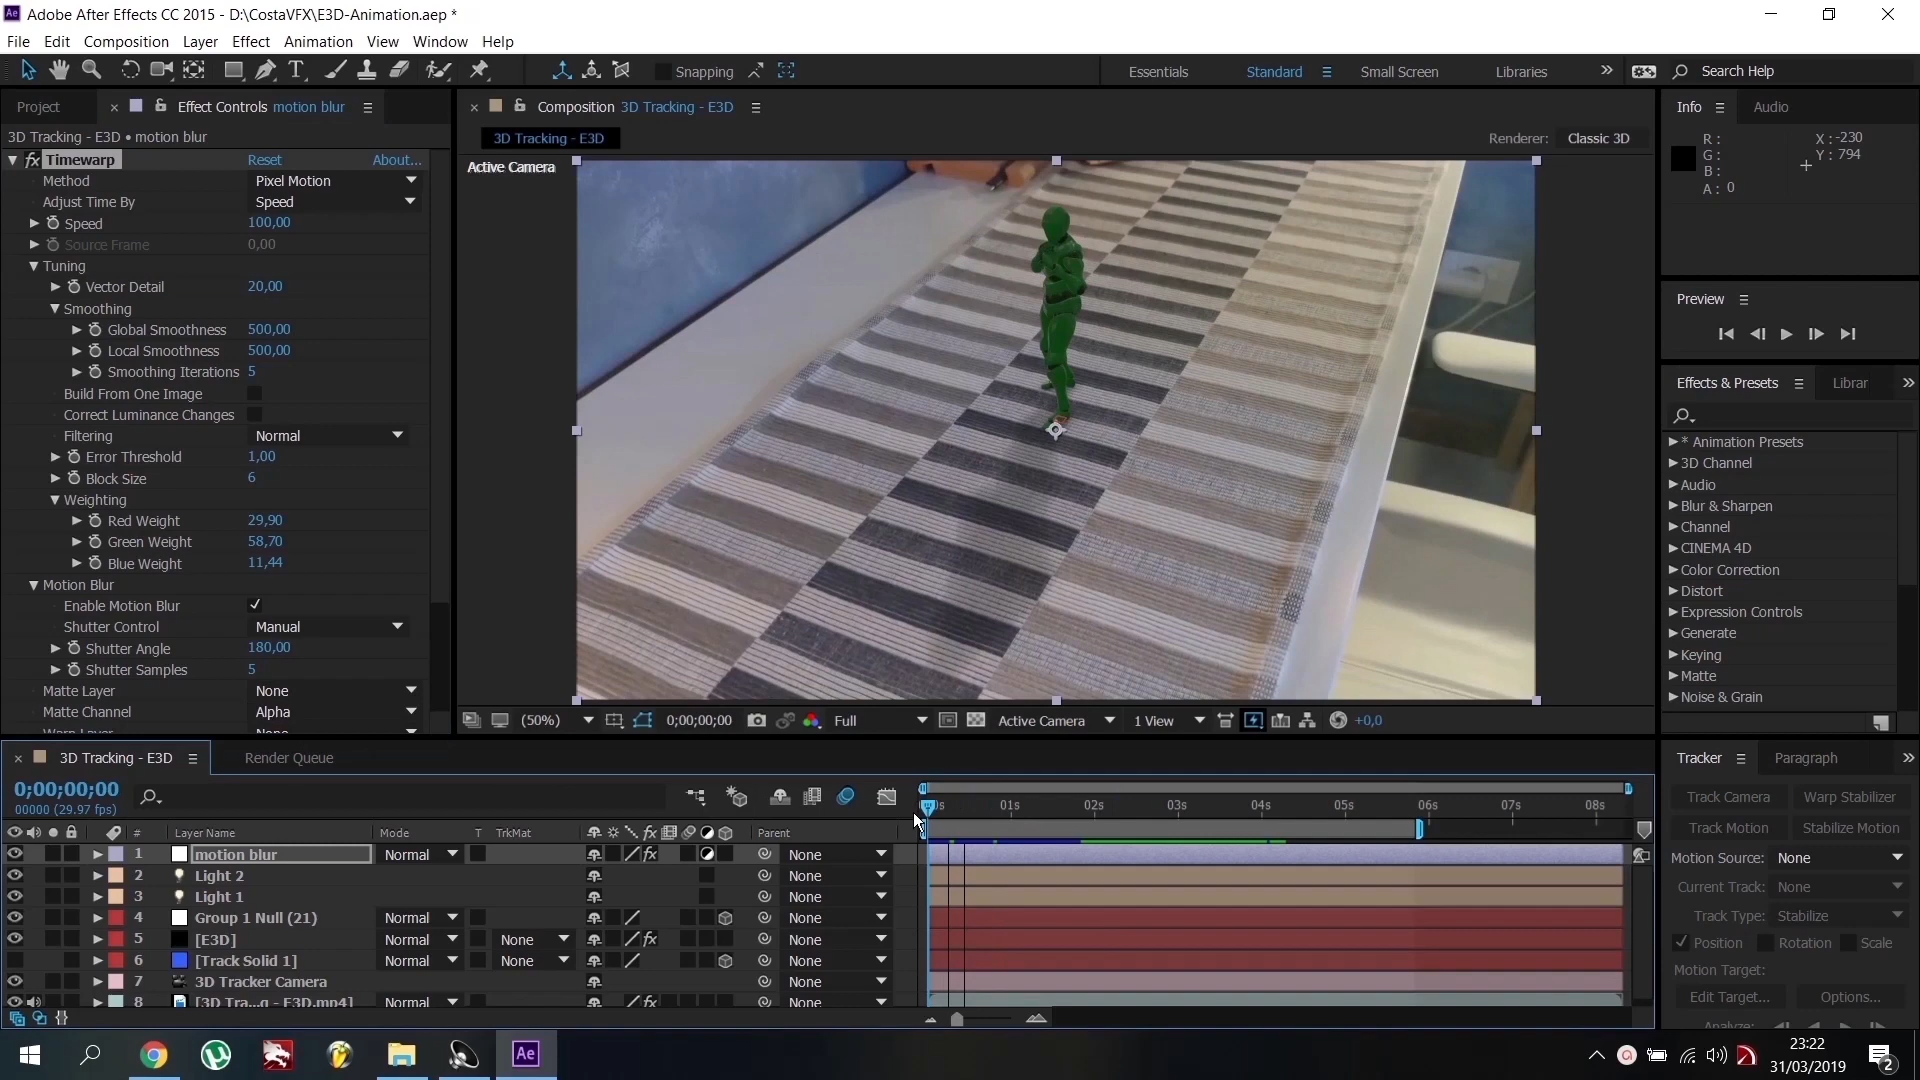 Adobe After Effects CC 2015 - D:\CostaVFX\E3D-Animation.aep *
File Edit Composition Layer Effect Animation View Window Help
Snapping
Essentials Standard Small Screen Libraries » Search Help
Project × Effect Controls motion blur
3D Tracking - E3D • motion blur
fx Timewarp Reset About...
Method Pixel Motion
Adjust Time By Speed
Speed 100,00
Source Frame 0,00
Tuning
Vector Detail 20,00
Smoothing
Global Smoothness 500,00
Local Smoothness 500,00
Smoothing Iterations 5
Build From One Image
Correct Luminance Changes
Filtering Normal
Error Threshold 1,00
Block Size 6
Weighting
Red Weight 29,90
Green Weight 58,70
Blue Weight 11,44
Motion Blur
Enable Motion Blur
Shutter Control Manual
Shutter Angle 180,00
Shutter Samples 5
Matte Layer None
Matte Channel Alpha
× Composition 3D Tracking - E3D
3D Tracking - E3D
Renderer: Classic 3D
Active Camera
(50%) 0;00;00;00 Full Active Camera 1 View +0,0
Info Audio
R :
G :
B :
A : 0
X : -230
Y : 794
Preview
Effects & Presets Librar »
* Animation Presets
3D Channel
Audio
Blur & Sharpen
Channel
CINEMA 4D
Color Correction
Distort
Expression Controls
Generate
Keying
Matte
Noise & Grain
× 3D Tracking - E3D Render Queue
0;00;00;00
00000 (29.97 fps)
01s 02s 03s 04s 05s 06s 07s 08s
# Layer Name Mode T TrkMat fx Parent
1 motion blur Normal fx None
2 Light 2 None
3 Light 1 None
4 Group 1 Null (21) Normal None
5 [E3D] Normal None fx None
6 [Track Solid 1] Normal None None
7 3D Tracker Camera None
8 [3D Tra...g - E3D.mp4] Normal fx None
Tracker Paragraph »
Track Camera Warp Stabilizer
Track Motion Stabilize Motion
Motion Source: None
Current Track: None
Track Type: Stabilize
Position Rotation Scale
Motion Target:
Edit Target... Options...
Analyze:
Ae
23:22
31/03/2019
2